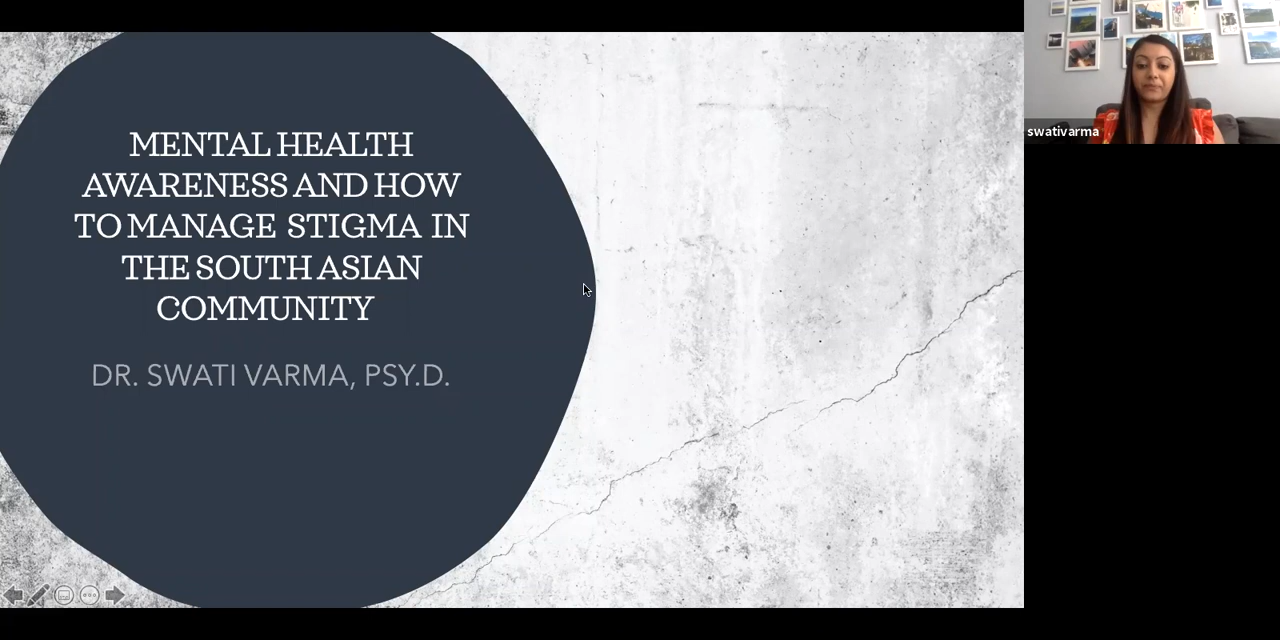 MENTAL HEALTH
AWARENESS AND HOW
TO MANAGE STIGMA IN
THE SOUTH ASIAN
COMMUNITY
DR. SWATI VARMA, PSY.D.
swativarma